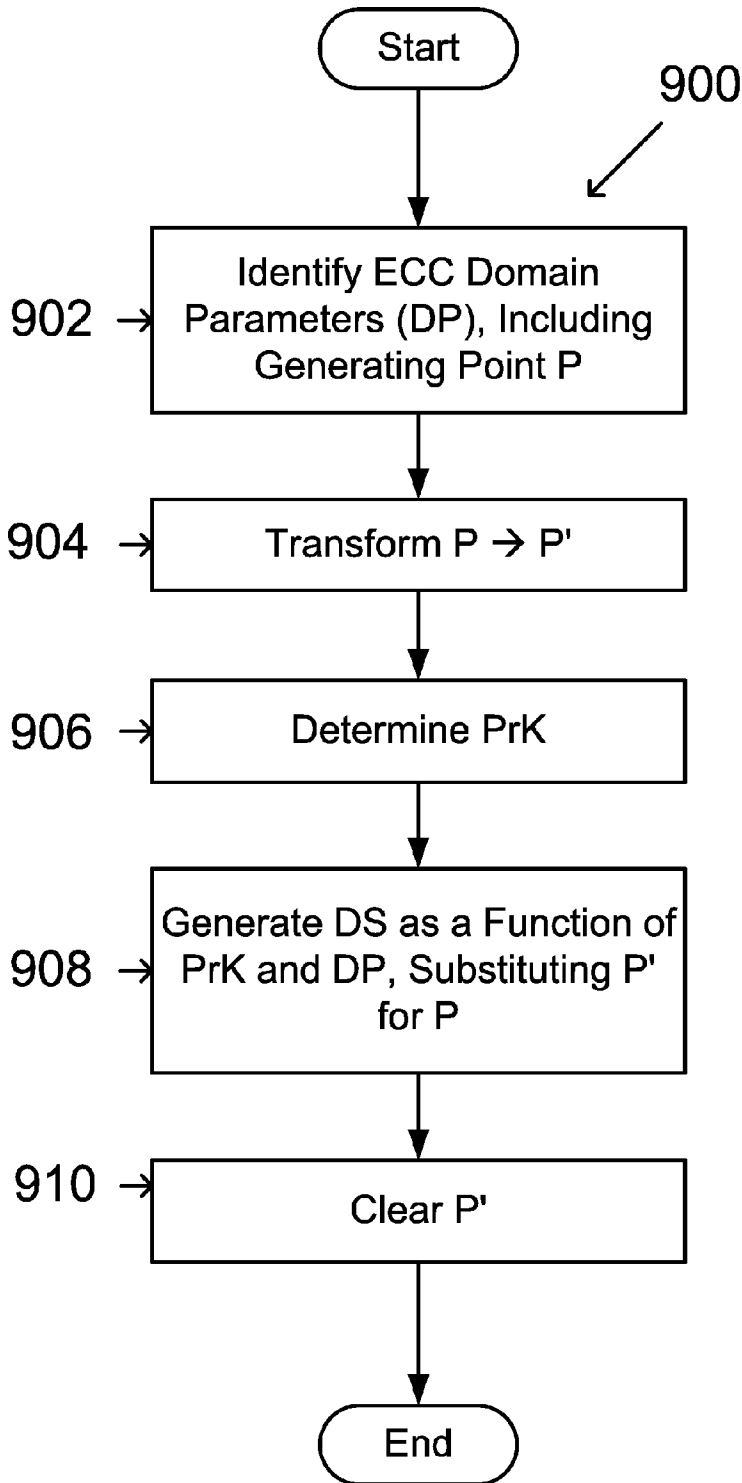 Start
900
902
Identify ECC Domain
Parameters (DP), Including
Generating Point P
904
Transform P → P'
906
Determine PrK
908
Generate DS as a Function of
PrK and DP, Substituting P'
for P
910
Clear P'
End